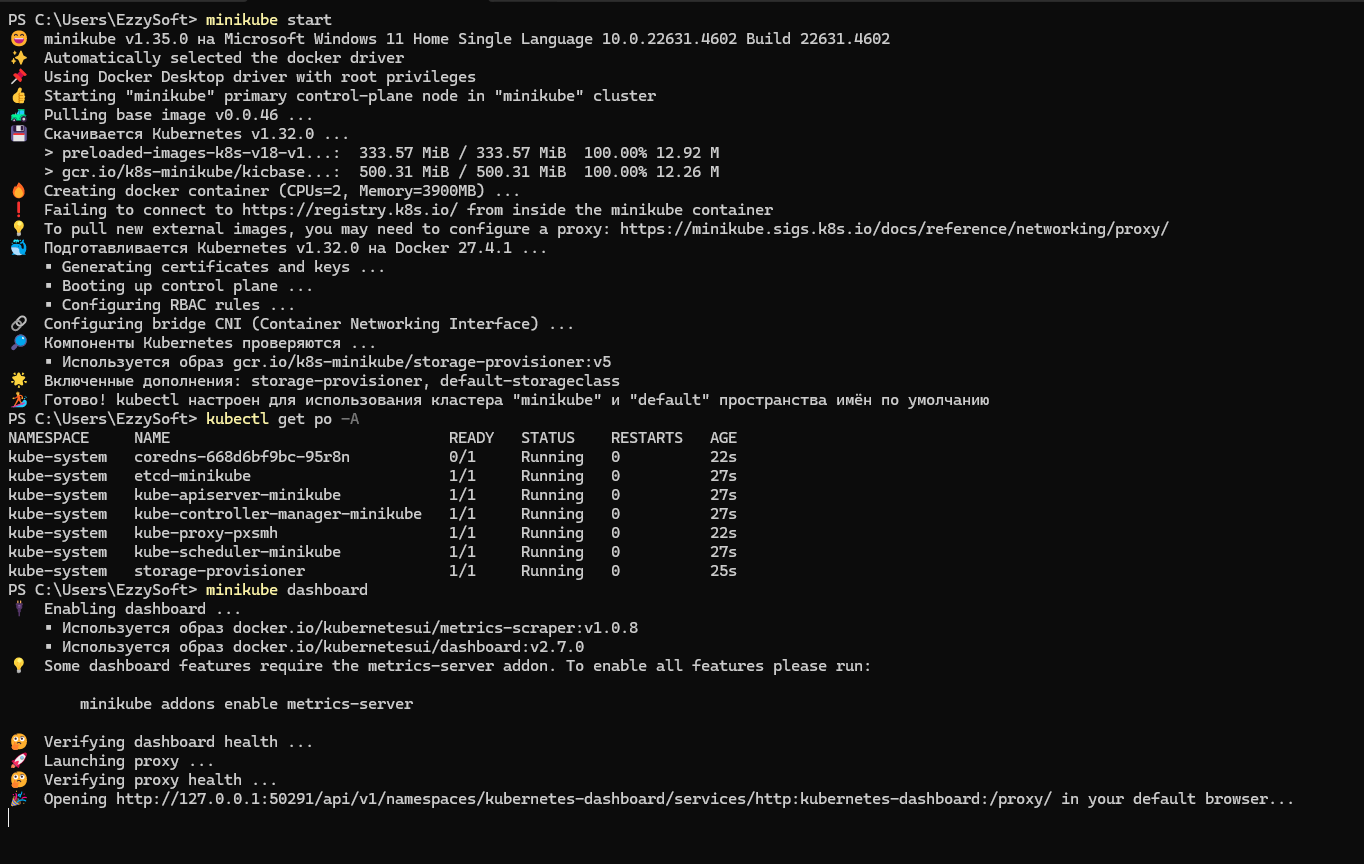 PS C:\Users\EzzySoft> minikube start
😄 minikube v1.35.0 на Microsoft Windows 11 Home Single Language 10.0.22631.4602 Build 22631.4602
✨ Automatically selected the docker driver
📌 Using Docker Desktop driver with root privileges
👍 Starting "minikube" primary control-plane node in "minikube" cluster
🚜 Pulling base image v0.0.46 ...
💾 Скачивается Kubernetes v1.32.0 ...
> preloaded-images-k8s-v18-v1...: 333.57 MiB / 333.57 MiB 100.00% 12.92 M
> gcr.io/k8s-minikube/kicbase...: 500.31 MiB / 500.31 MiB 100.00% 12.26 M
🔥 Creating docker container (CPUs=2, Memory=3900MB) ...
❗ Failing to connect to https://registry.k8s.io/ from inside the minikube container
💡 To pull new external images, you may need to configure a proxy: https://minikube.sigs.k8s.io/docs/reference/networking/proxy/
🐳 Подготавливается Kubernetes v1.32.0 на Docker 27.4.1 ...
▪ Generating certificates and keys ...
▪ Booting up control plane ...
▪ Configuring RBAC rules ...
🔗 Configuring bridge CNI (Container Networking Interface) ...
🔎 Компоненты Kubernetes проверяются ...
▪ Используется образ gcr.io/k8s-minikube/storage-provisioner:v5
🌟 Включенные дополнения: storage-provisioner, default-storageclass
🏄 Готово! kubectl настроен для использования кластера "minikube" и "default" пространства имён по умолчанию
PS C:\Users\EzzySoft> kubectl get po -A
NAMESPACE NAME READY STATUS RESTARTS AGE
kube-system coredns-668d6bf9bc-95r8n 0/1 Running 0 22s
kube-system etcd-minikube 1/1 Running 0 27s
kube-system kube-apiserver-minikube 1/1 Running 0 27s
kube-system kube-controller-manager-minikube 1/1 Running 0 27s
kube-system kube-proxy-pxsmh 1/1 Running 0 22s
kube-system kube-scheduler-minikube 1/1 Running 0 27s
kube-system storage-provisioner 1/1 Running 0 25s
PS C:\Users\EzzySoft> minikube dashboard
🔌 Enabling dashboard ...
▪ Используется образ docker.io/kubernetesui/metrics-scraper:v1.0.8
▪ Используется образ docker.io/kubernetesui/dashboard:v2.7.0
💡 Some dashboard features require the metrics-server addon. To enable all features please run:
minikube addons enable metrics-server
🤔 Verifying dashboard health ...
🚀 Launching proxy ...
🤔 Verifying proxy health ...
🎉 Opening http://127.0.0.1:50291/api/v1/namespaces/kubernetes-dashboard/services/http:kubernetes-dashboard:/proxy/ in your default browser...